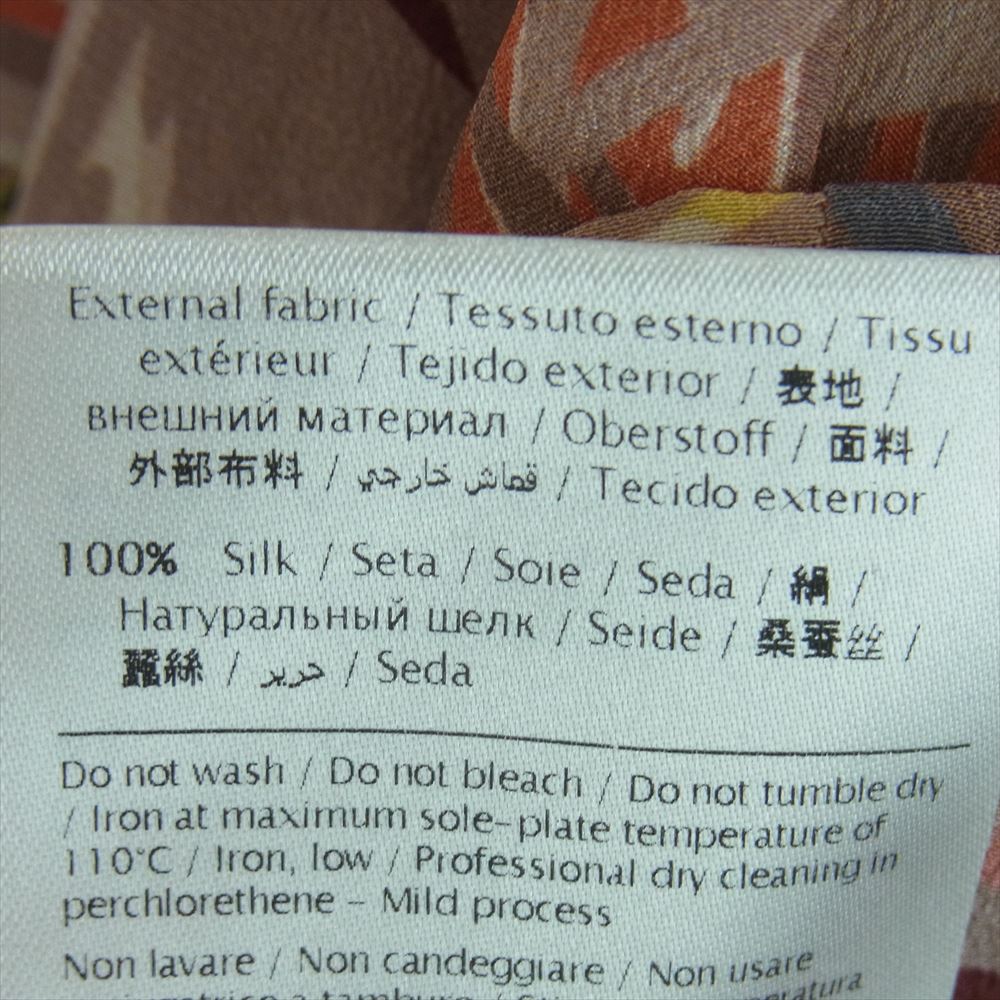 External fabric / Tessuto esterno / Tissu
extérieur / Tejido exterior / 表地 /
внешний материал / Oberstoff / 面料 /
外部布料 / قماش خارجي / Tecido exterior
100% Silk / Seta / Soie / Seda / 絹 /
Натуральный шелк / Seide / 桑蚕丝 /
蠶絲 / حرير / Seda
Do not wash / Do not bleach / Do not tumble dry
/ Iron at maximum sole-plate temperature of
110°C / Iron, low / Professional dry cleaning in
perchlorethene – Mild process
Non lavare / Non candeggiare / Non usare
a tamburo